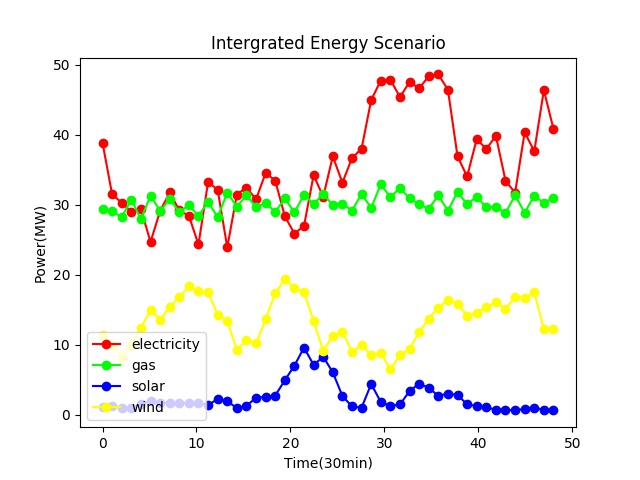 Intergrated Energy Scenario
Power(MW)
50
40
30
20
10
0
electricity
gas
solar
wind
0 10 20 30 40 50
Time(30min)